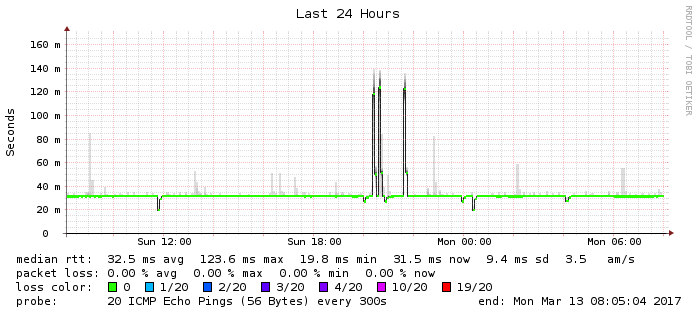 Last 24 Hours
RRDTOOL / TOBI OETIKER
Seconds
160 m
140 m
120 m
100 m
80 m
60 m
40 m
20 m
0
Sun 12:00 Sun 18:00 Mon 00:00 Mon 06:00
median rtt: 32.5 ms avg 123.6 ms max 19.8 ms min 31.5 ms now 9.4 ms sd 3.5 am/s
packet loss: 0.00 % avg 0.00 % max 0.00 % min 0.00 % now
loss color: 0 1/20 2/20 3/20 4/20 10/20 19/20
probe: 20 ICMP Echo Pings (56 Bytes) every 300s end: Mon Mar 13 08:05:04 2017